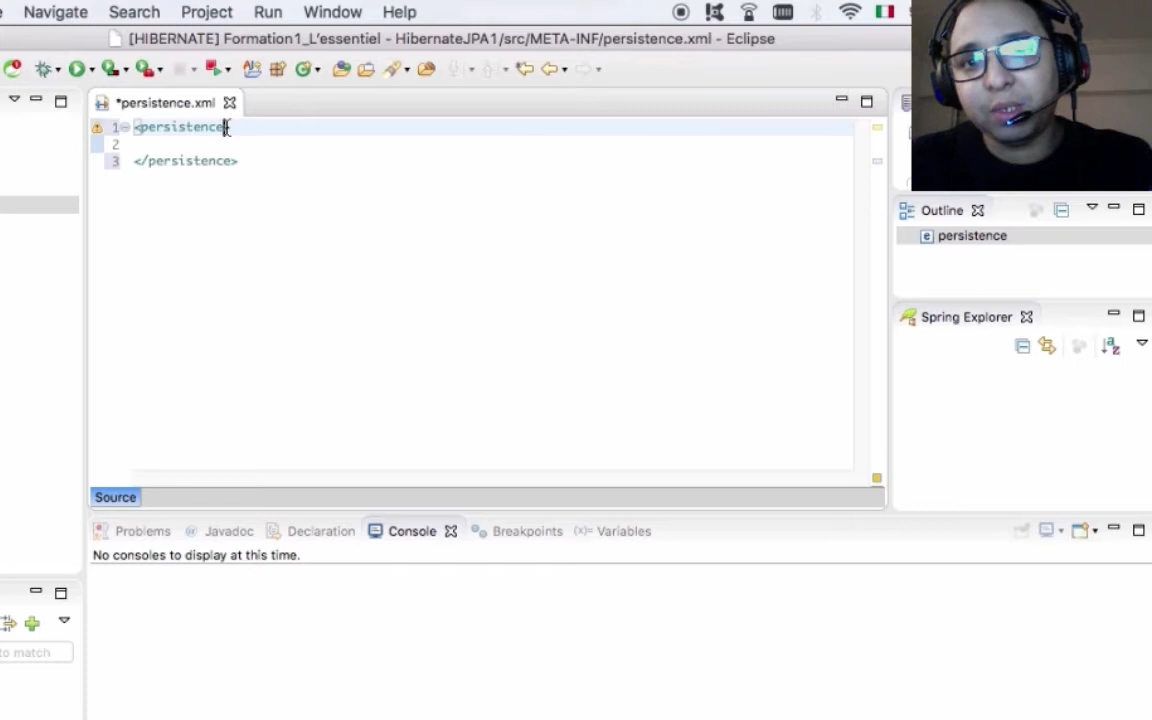 Navigate Search Project Run Window Help
[HIBERNATE] Formation1_L'essentiel - HibernateJPA1/src/META-INF/persistence.xml - Eclipse
*persistence.xml
1 <persistence>
2
3 </persistence>
Outline
persistence
Spring Explorer
Source
Problems Javadoc Declaration Console Breakpoints (x)= Variables
No consoles to display at this time.
to match